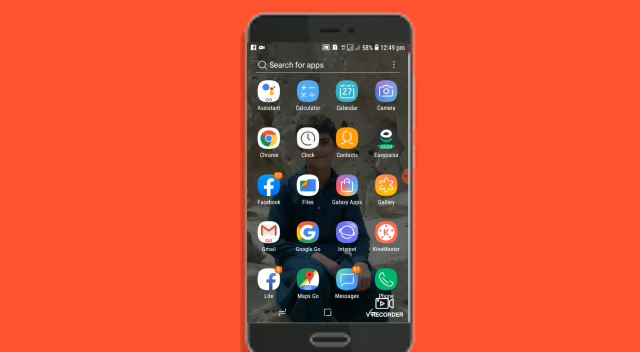 58% 12:49 pm
Search for apps
Assistant Calculator Calendar Camera
27
Chrome Clock Contacts Easypaisa
Facebook Files Galaxy Apps Gallery
Gmail Google Go Internet KineMaster
Lite Maps Go Messages Phone
V RECORDER